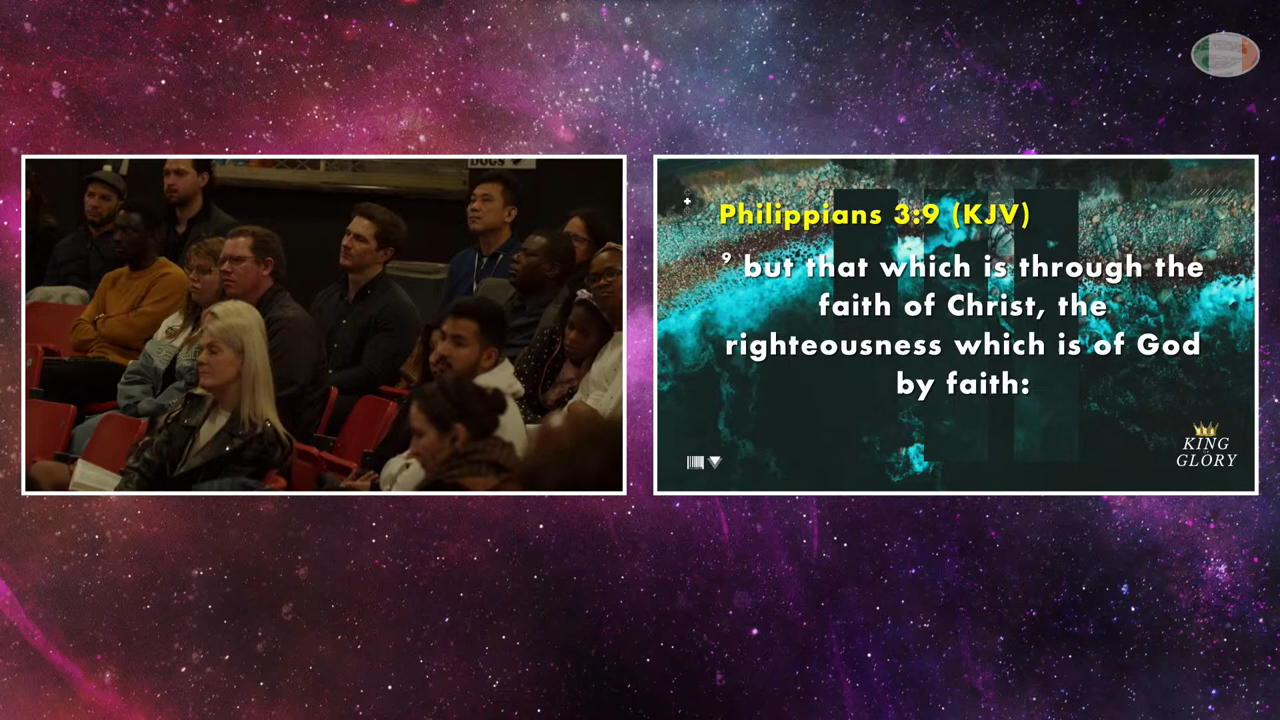 DOGS
Philippians 3:9 (KJV)
9 but that which is through the
faith of Christ, the
righteousness which is of God
by faith:
KING
GLORY